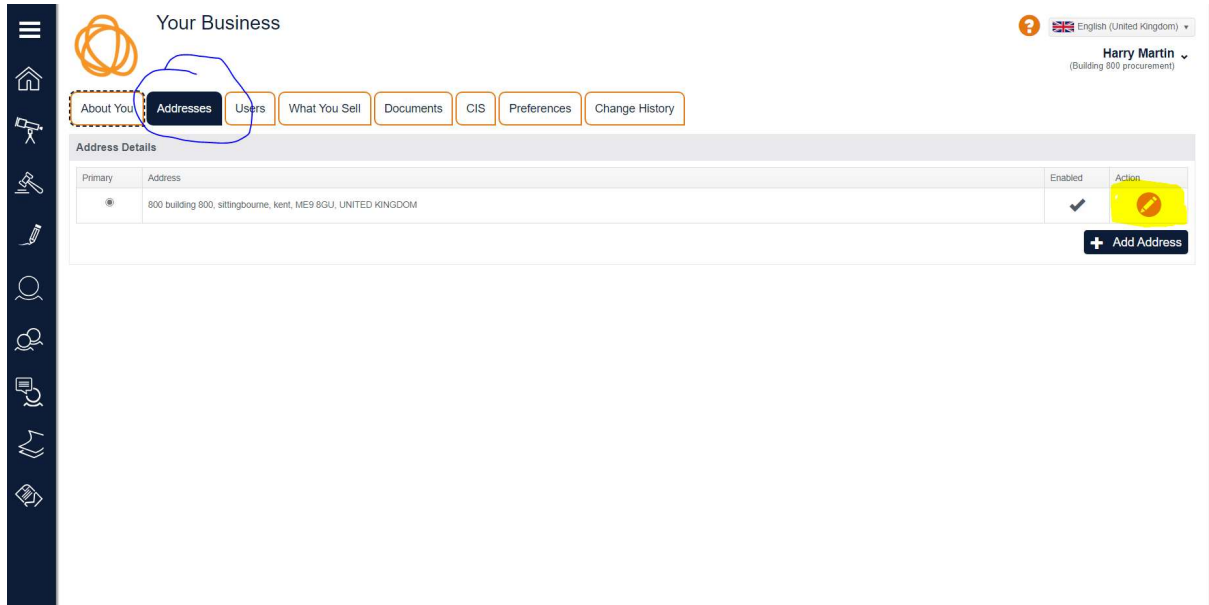 Your Business
?
English (United Kingdom)
Harry Martin
(Building 800 procurement)
About You Addresses Users What You Sell Documents CIS Preferences Change History
Address Details
Primary Address Enabled Action
800 building 800, sittingbourne, kent, ME9 8GU, UNITED KINGDOM
+ Add Address